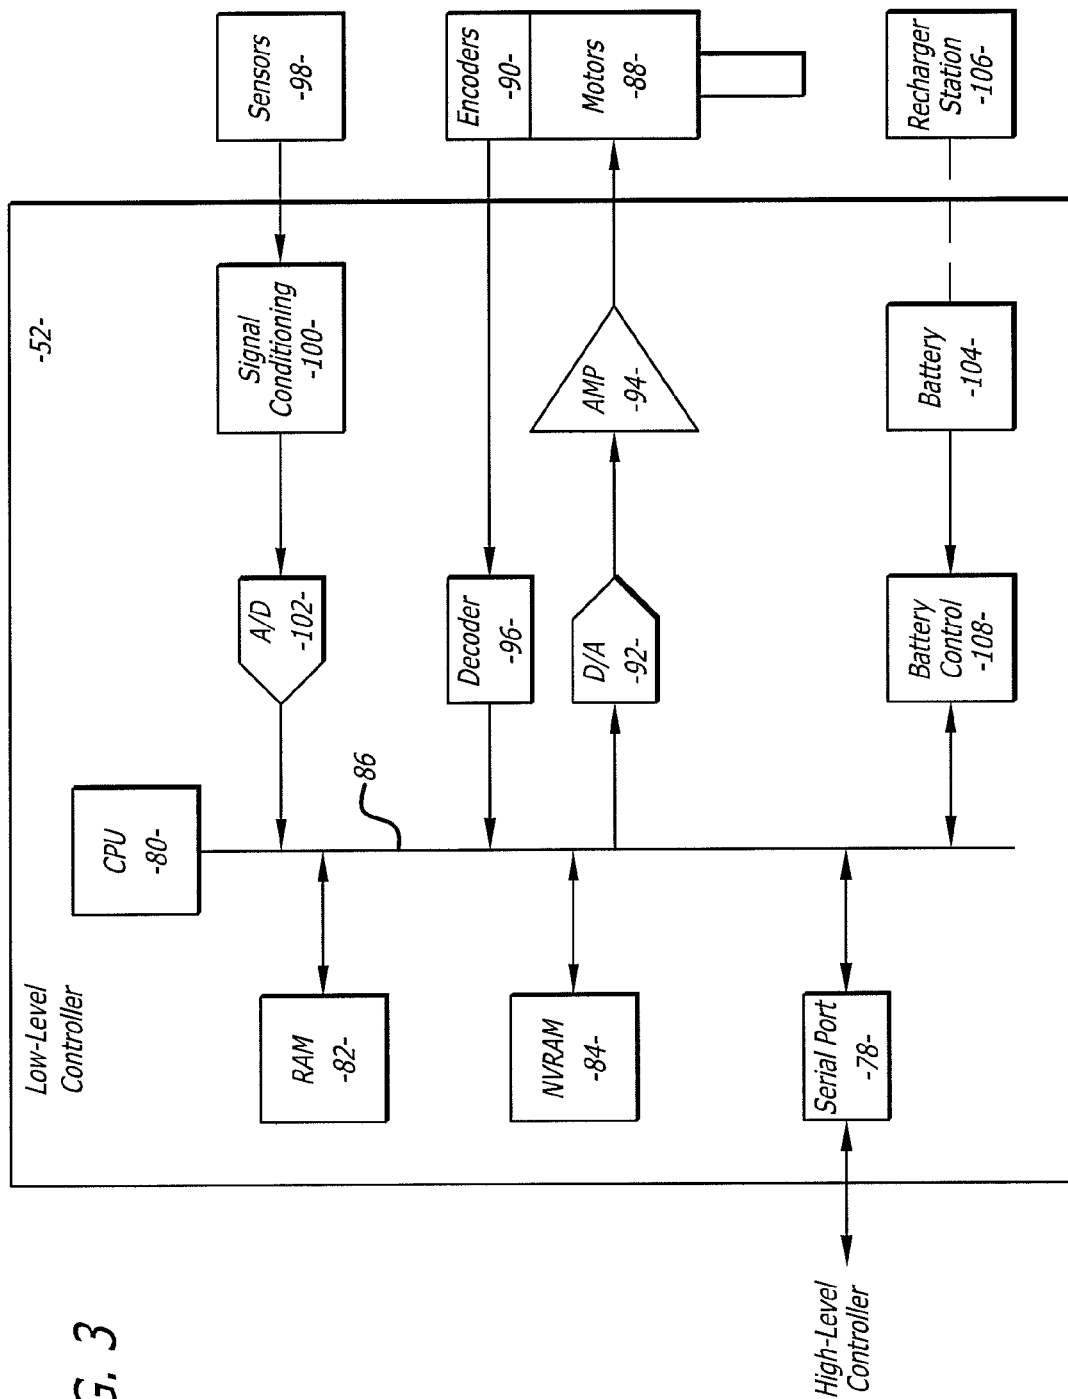 Low-Level
Controller
-52-
CPU
-80-
86
RAM
-82-
NVRAM
-84-
Serial Port
-78-
High-Level
Controller
A/D
-102-
Signal
Conditioning
-100-
Sensors
-98-
Decoder
-96-
Encoders
-90-
D/A
-92-
AMP
-94-
Motors
-88-
Battery
Control
-108-
Battery
-104-
Recharger
Station
-106-
G. 3